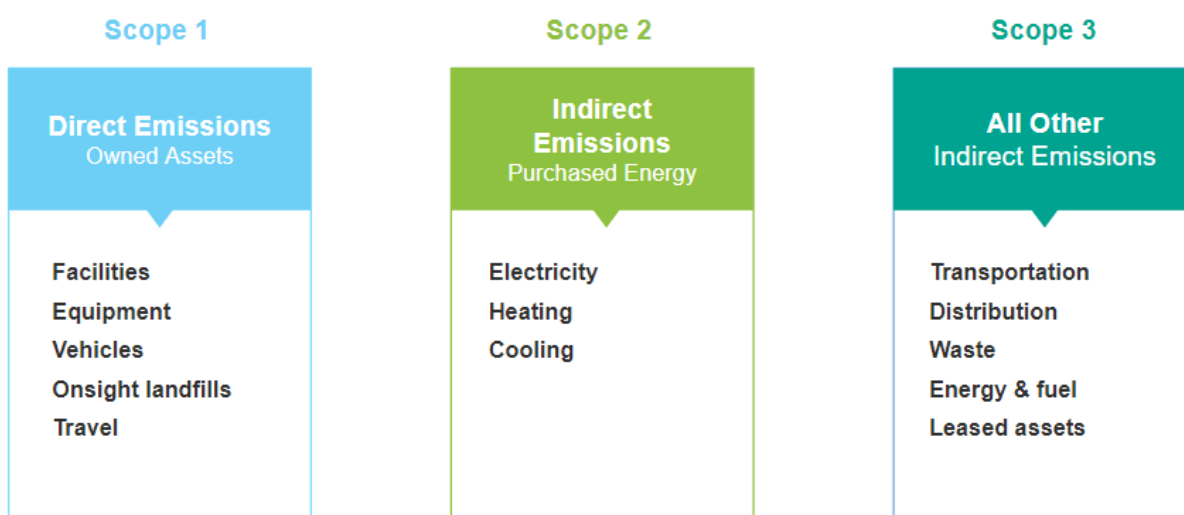 Scope 1
Direct Emissions
Owned Assets
Facilities
Equipment
Vehicles
Onsight landfills
Travel
Scope 2
Indirect
Emissions
Purchased Energy
Electricity
Heating
Cooling
Scope 3
All Other
Indirect Emissions
Transportation
Distribution
Waste
Energy & fuel
Leased assets